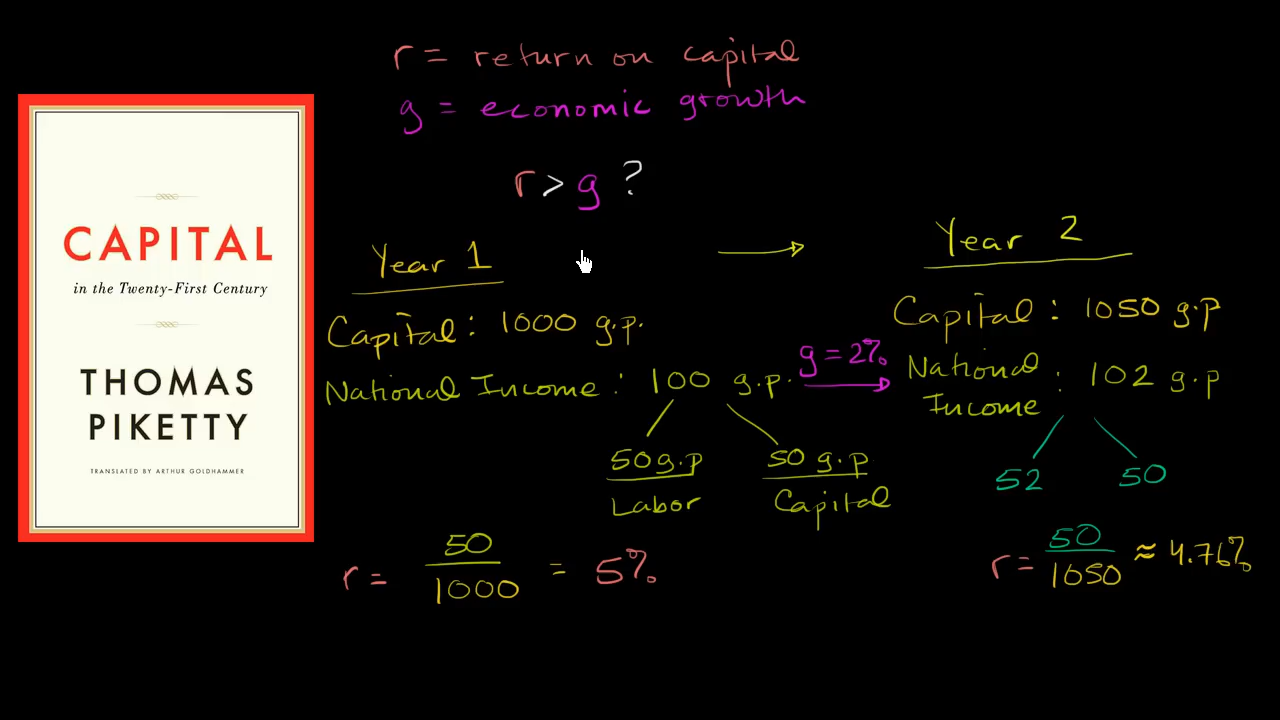 r = return on capital
g = economic growth
r > g ?
CAPITAL
in the Twenty-First Century
THOMAS
PIKETTY
TRANSLATED BY ARTHUR GOLDHAMMER
Year 1
Capital: 1000 g.p.
National Income: 100 g.p.
50 g.p
Labor
50 g.p
Capital
r = 50/1000 = 5%
g = 2%
Year 2
Capital: 1050 g.p
National
Income : 102 g.p
52 50
r = 50/1050 ≈ 4.76%